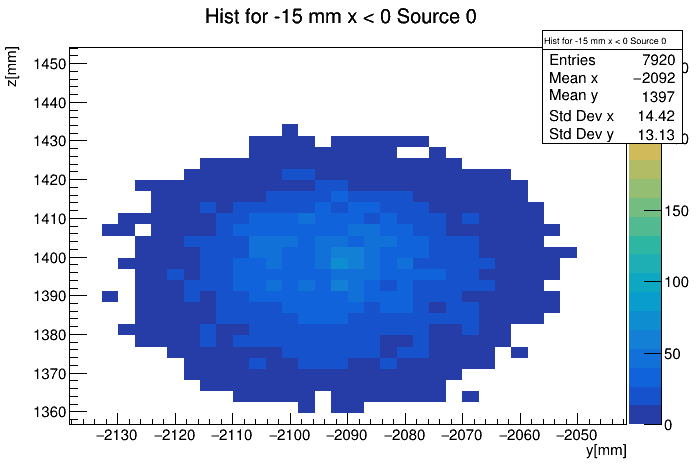 Hist for -15 mm x < 0 Source 0
z[mm]
Hist for -15 mm x < 0 Source 0
Entries 7920
Mean x −2092
Mean y 1397
Std Dev x 14.42
Std Dev y 13.13
1450
1440
1430
1420
1410
1400
1390
1380
1370
1360
0
0
150
100
50
0
−2130 −2120 −2110 −2100 −2090 −2080 −2070 −2060 −2050
y[mm]